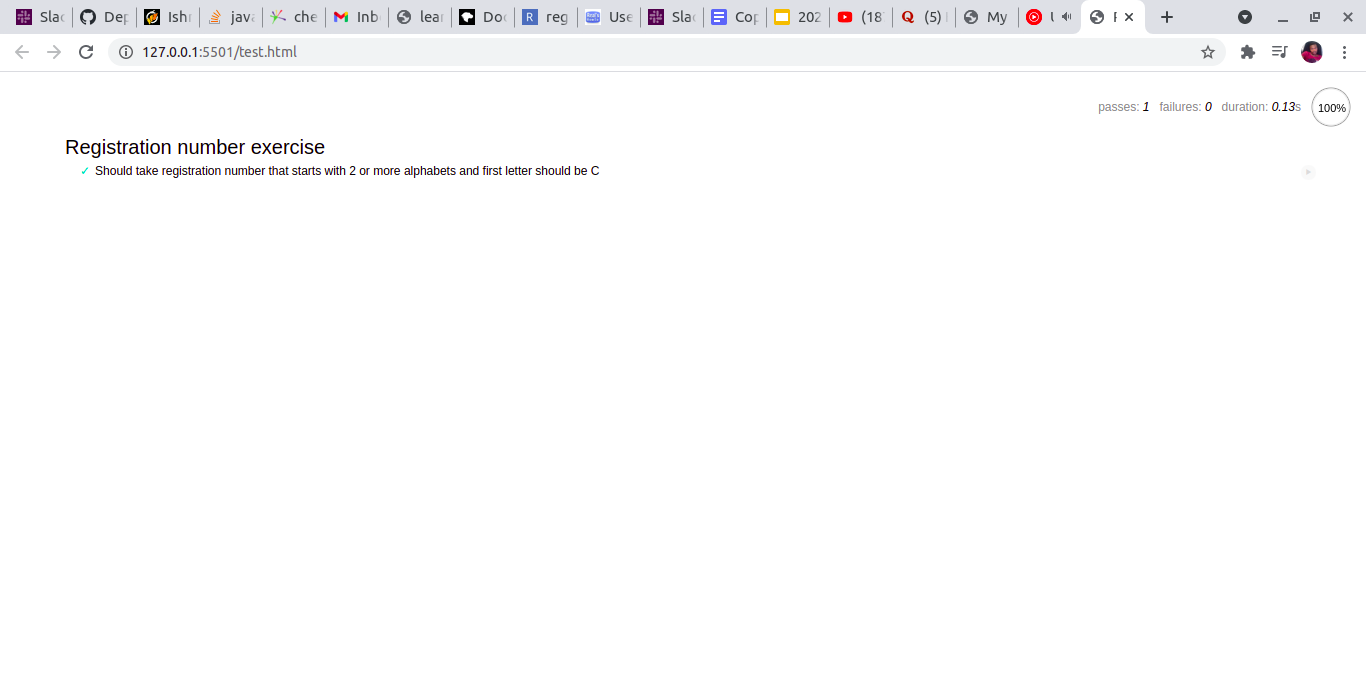 Slac Dep Ishr java che Inb lear Doc reg Use Slac Cop 202 (18 (5) My
127.0.0.1:5501/test.html
passes: 1 failures: 0 duration: 0.13s 100%
Registration number exercise
✓ Should take registration number that starts with 2 or more alphabets and first letter should be C